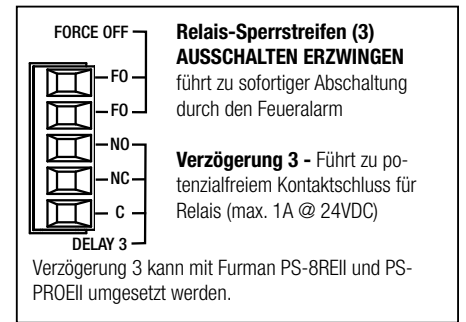 FORCE OFF
FO
FO
NO
NC
C
DELAY 3
Relais-Sperrstreifen (3)
AUSSCHALTEN ERZWINGEN
führt zu sofortiger Abschaltung
durch den Feueralarm
Verzögerung 3 - Führt zu po-
tenzialfreiem Kontaktschluss für
Relais (max. 1A @ 24VDC)
Verzögerung 3 kann mit Furman PS-8REII und PS-
PROEII umgesetzt werden.